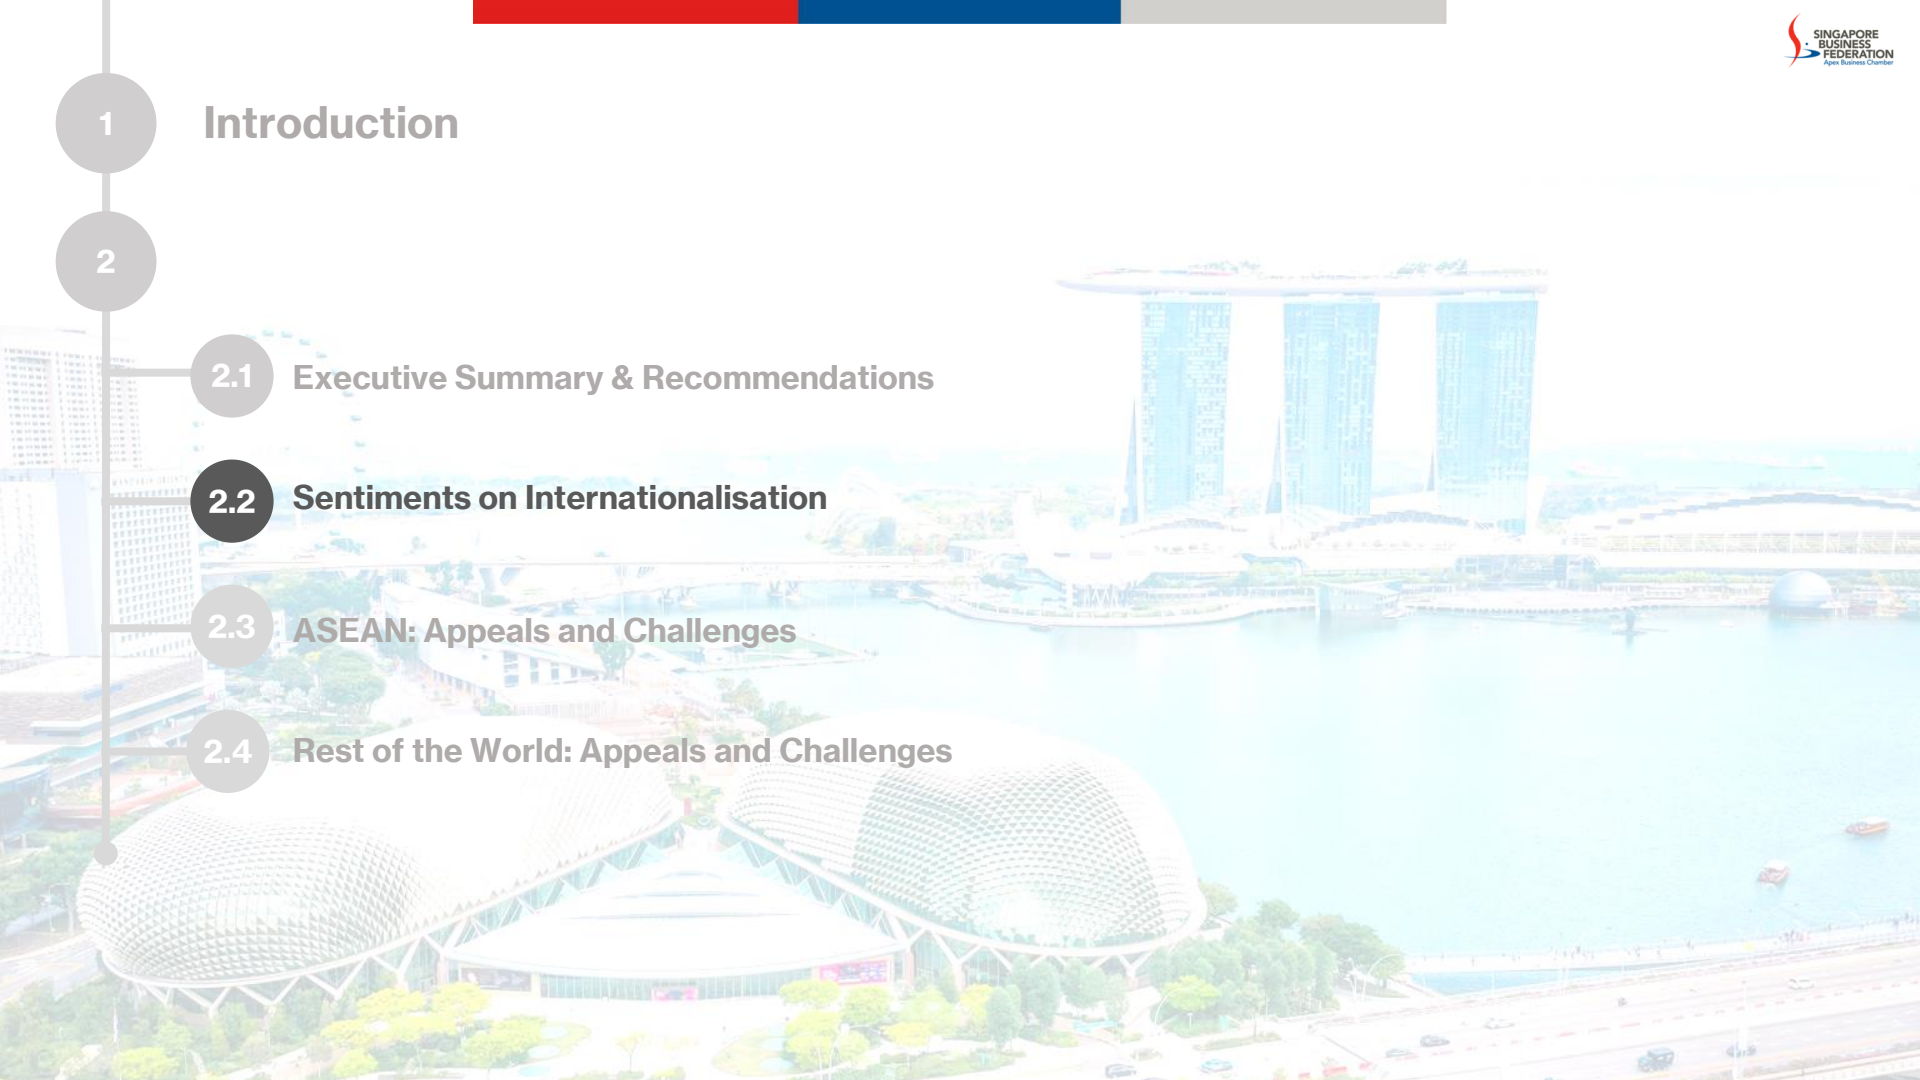 SINGAPORE
BUSINESS
FEDERATION
Apex Business Chamber
1 Introduction
2
2.1 Executive Summary & Recommendations
2.2 Sentiments on Internationalisation
2.3 ASEAN: Appeals and Challenges
2.4 Rest of the World: Appeals and Challenges